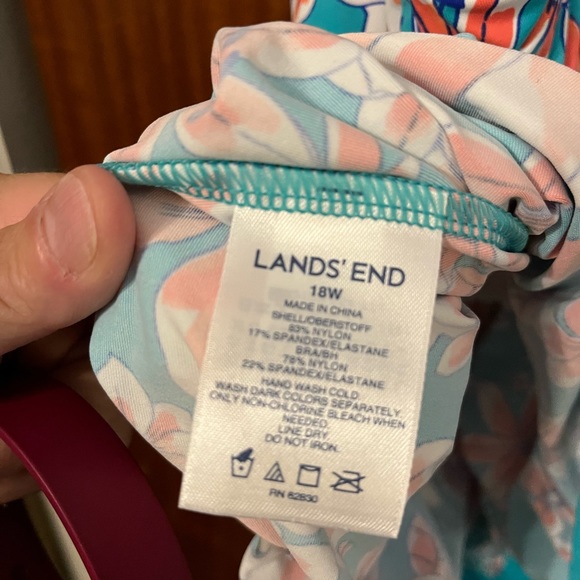 LANDS' END
18W
MADE IN CHINA
SHELL/OBERSTOFF
83% NYLON
17% SPANDEX/ELASTANE
BRA/BH
78% NYLON
22% SPANDEX/ELASTANE
HAND WASH COLD.
WASH DARK COLORS SEPARATELY.
ONLY NON-CHLORINE BLEACH WHEN
NEEDED.
LINE DRY.
DO NOT IRON.
RN 62830